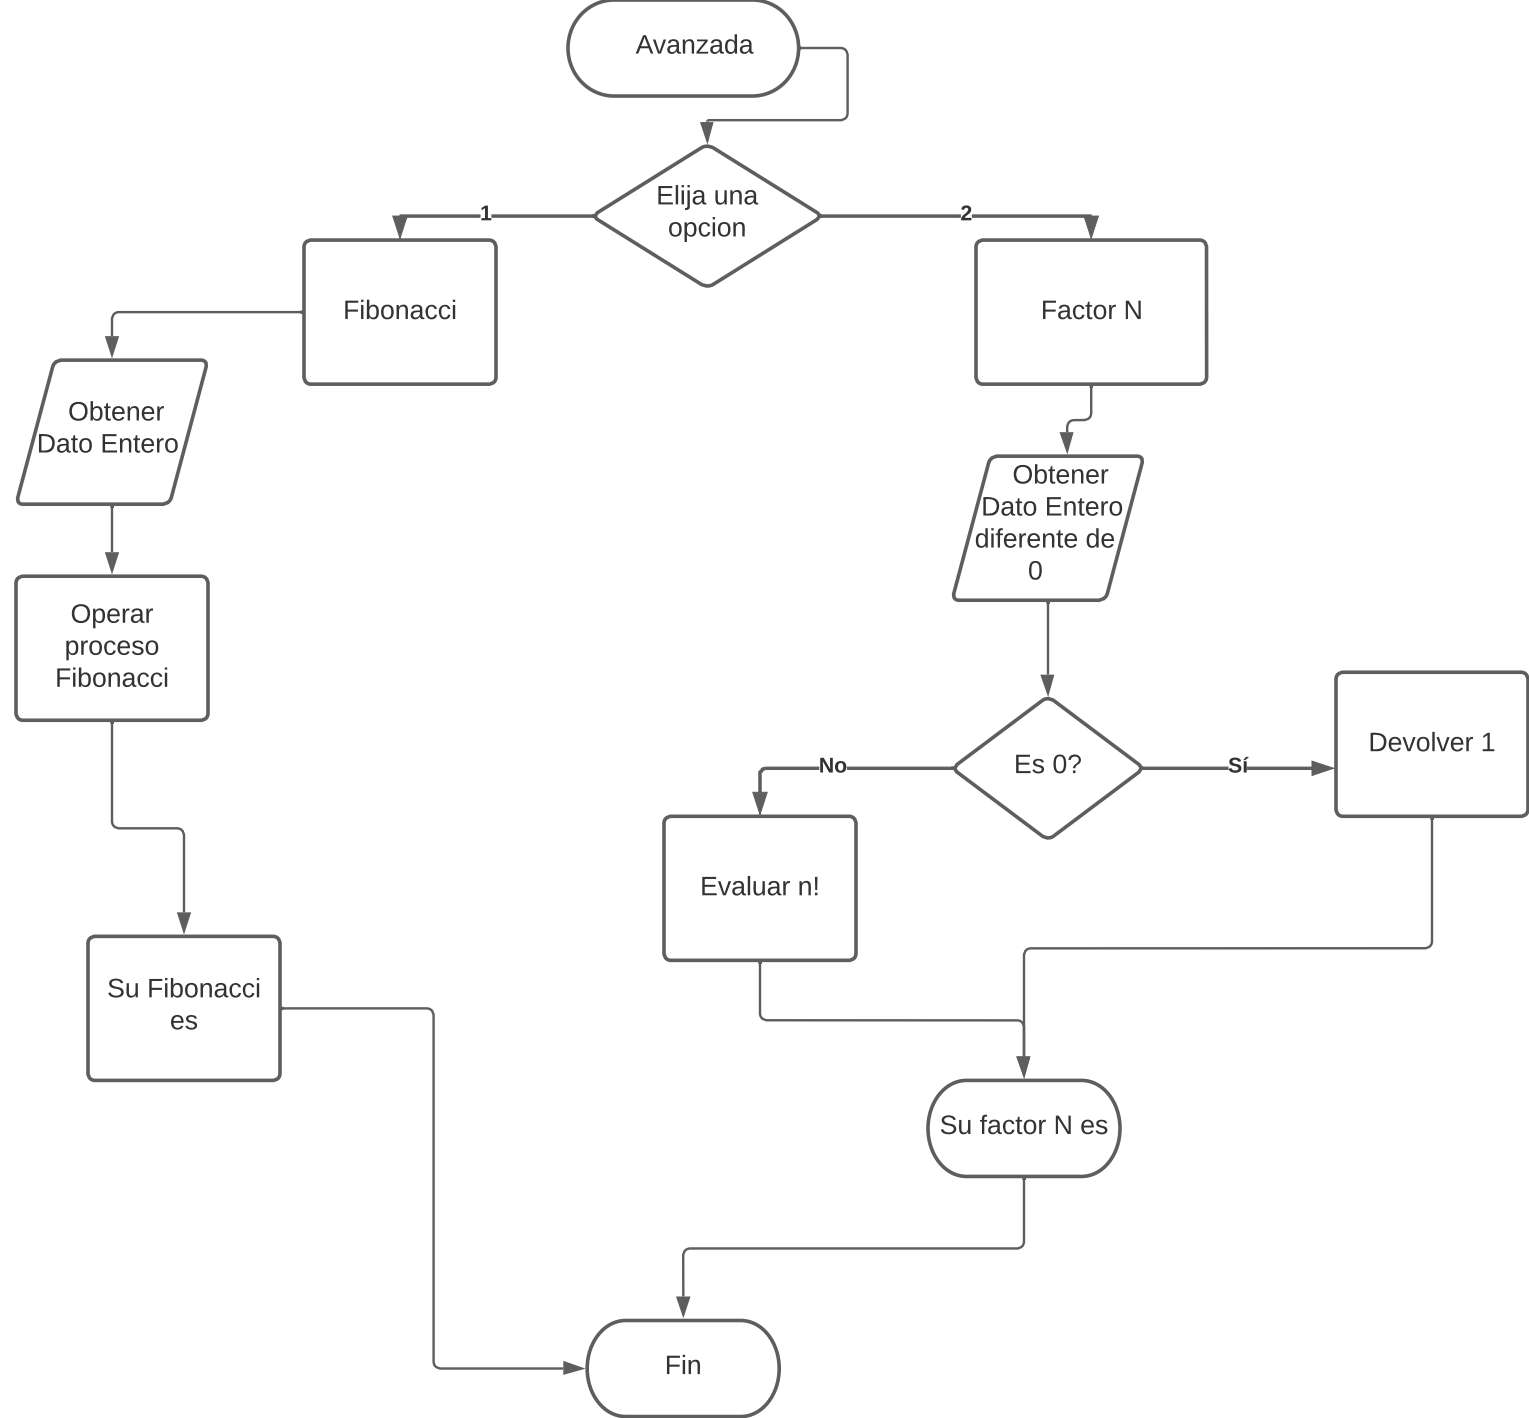 Avanzada
Elija una
opcion
1
2
Fibonacci
Factor N
Obtener
Dato Entero
Obtener
Dato Entero
diferente de
0
Operar
proceso
Fibonacci
Es 0?
No
Sí
Devolver 1
Evaluar n!
Su Fibonacci
es
Su factor N es
Fin